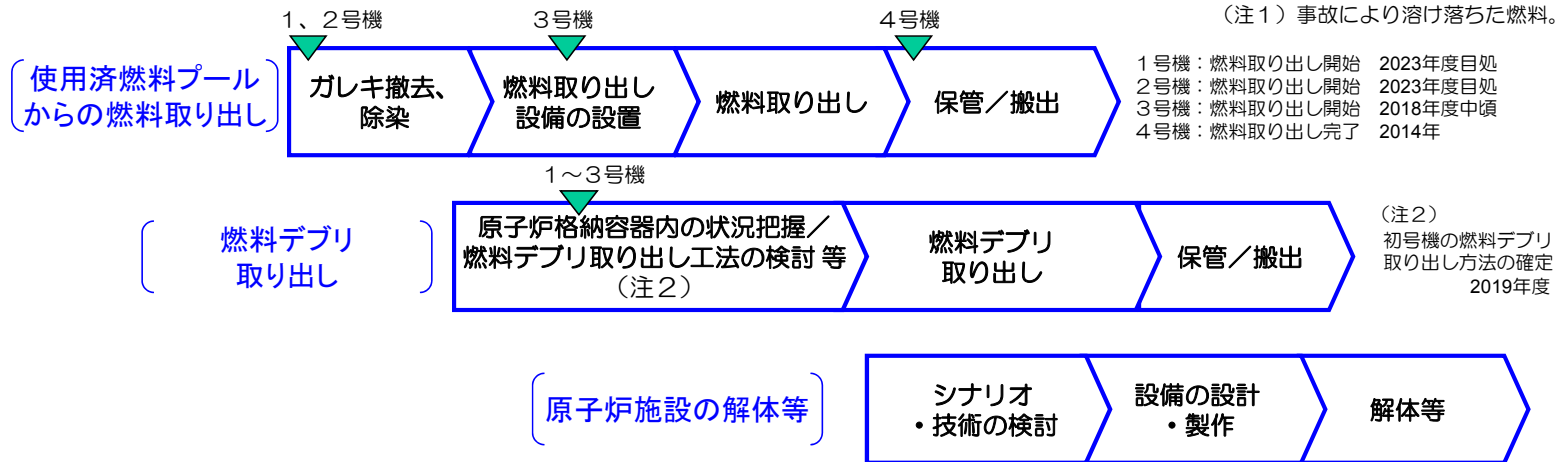 （注１）事故により溶け落ちた燃料。
１、２号機
３号機
４号機
使用済燃料プール
からの燃料取り出し
ガレキ撤去、
除染
燃料取り出し
設備の設置
燃料取り出し
保管／搬出
１号機：燃料取り出し開始　2023年度目処
２号機：燃料取り出し開始　2023年度目処
３号機：燃料取り出し開始　2018年度中頃
４号機：燃料取り出し完了　2014年
１～３号機
燃料デブリ
取り出し
原子炉格納容器内の状況把握／
燃料デブリ取り出し工法の検討 等
（注２）
燃料デブリ
取り出し
保管／搬出
（注２）
初号機の燃料デブリ
取り出し方法の確定
2019年度
原子炉施設の解体等
シナリオ
・技術の検討
設備の設計
・製作
解体等